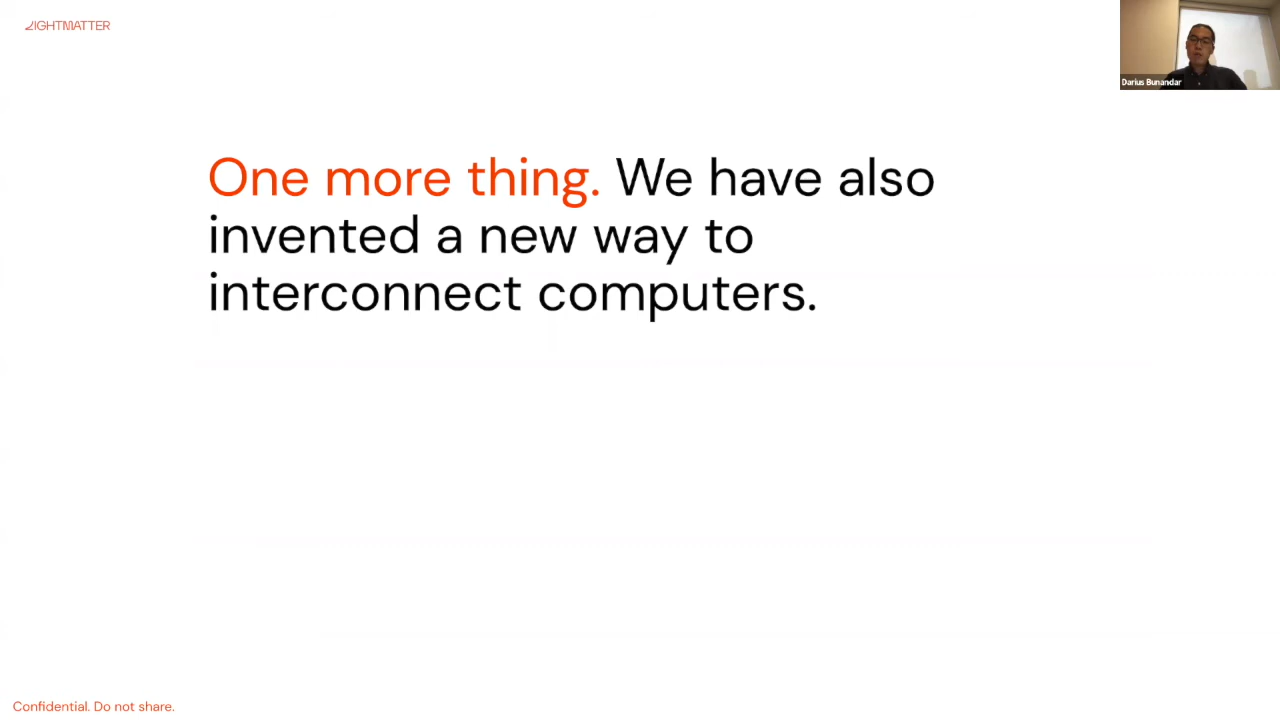 LIGHTMATTER
Darius Bunandar
One more thing. We have also
invented a new way to
interconnect computers.
Confidential. Do not share.